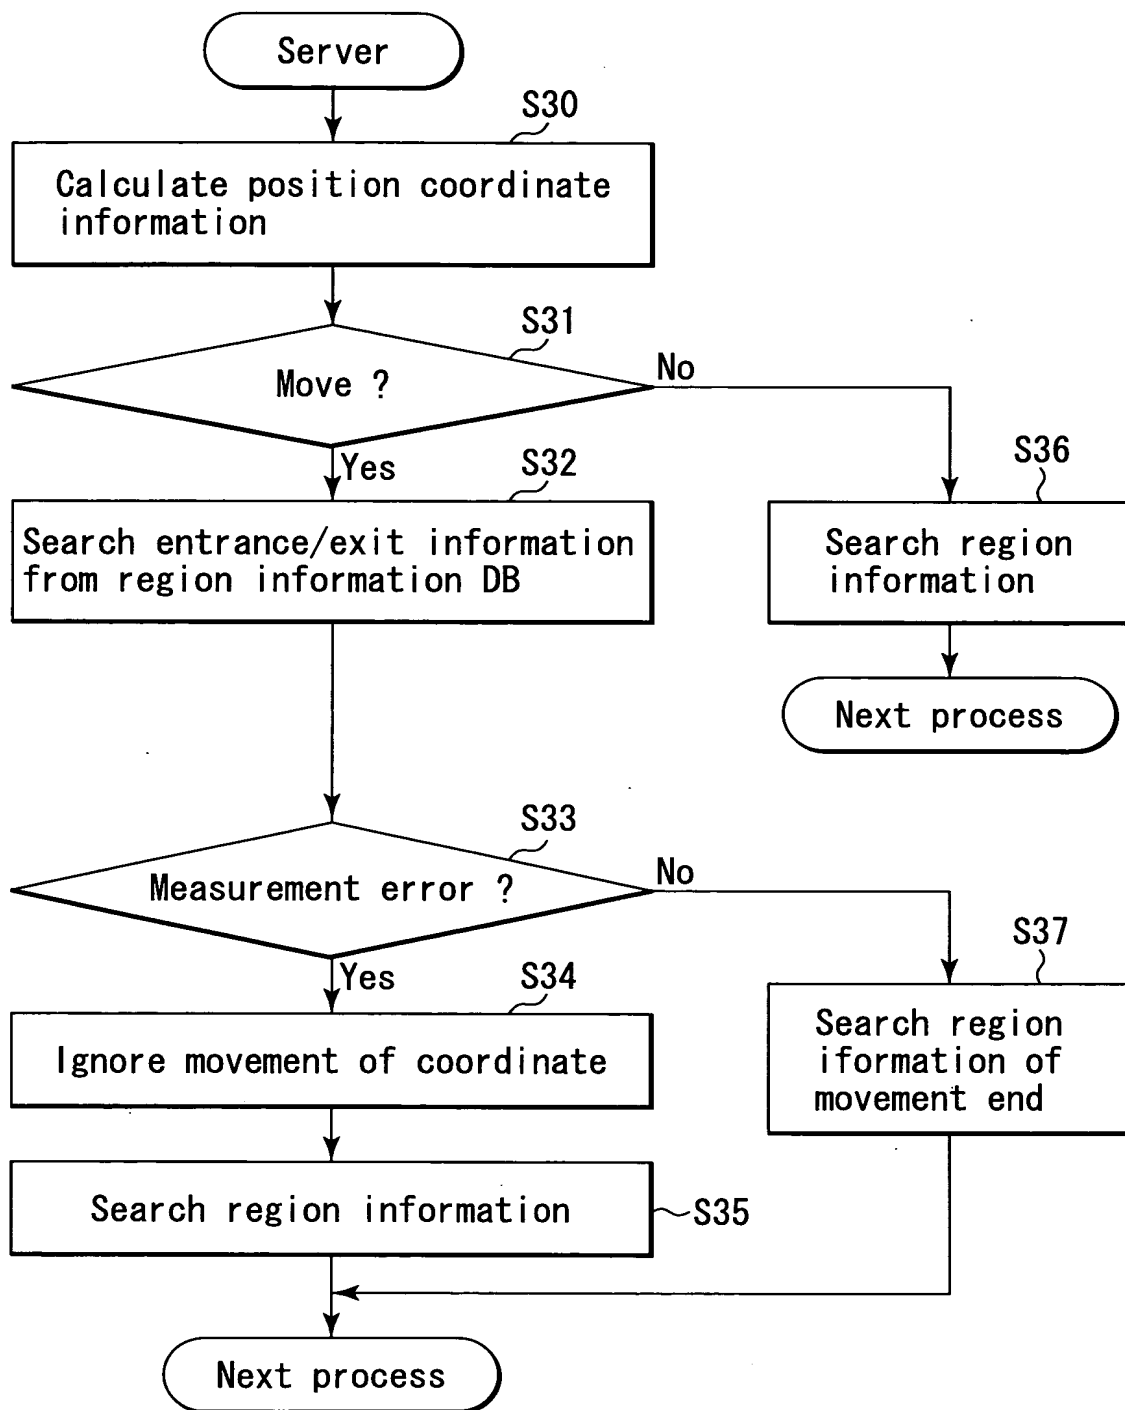 Server
S30
Calculate position coordinate
information
S31
Move ?
No
Yes
S32
Search entrance/exit information
from region information DB
S36
Search region
information
Next process
S33
Measurement error ?
No
Yes
S34
Ignore movement of coordinate
S37
Search region
iformation of
movement end
Search region information
S35
Next process